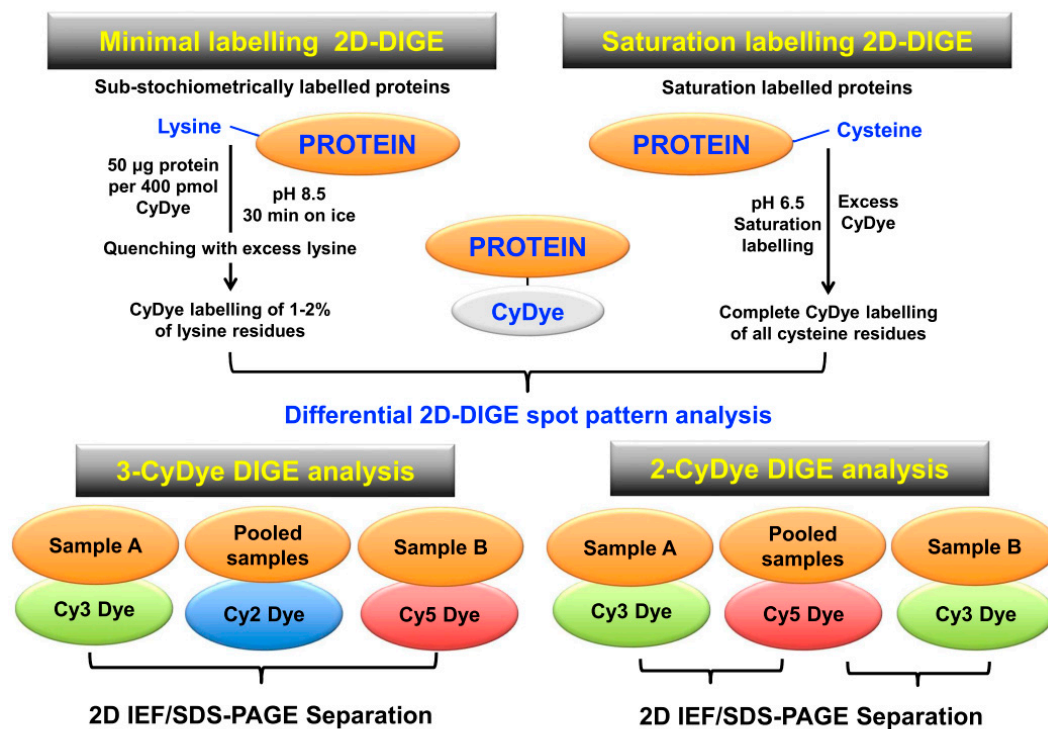 Minimal labelling 2D-DIGE
Sub-stochiometrically labelled proteins
Lysine
PROTEIN
50 µg protein
per 400 pmol
CyDye
pH 8.5
30 min on ice
Quenching with excess lysine
CyDye labelling of 1-2%
of lysine residues
PROTEIN
CyDye
Saturation labelling 2D-DIGE
Saturation labelled proteins
PROTEIN
Cysteine
pH 6.5
Saturation
labelling
Excess
CyDye
Complete CyDye labelling
of all cysteine residues
Differential 2D-DIGE spot pattern analysis
3-CyDye DIGE analysis
Sample A
Pooled
samples
Sample B
Cy3 Dye
Cy2 Dye
Cy5 Dye
2D IEF/SDS-PAGE Separation
2-CyDye DIGE analysis
Sample A
Pooled
samples
Sample B
Cy3 Dye
Cy5 Dye
Cy3 Dye
2D IEF/SDS-PAGE Separation